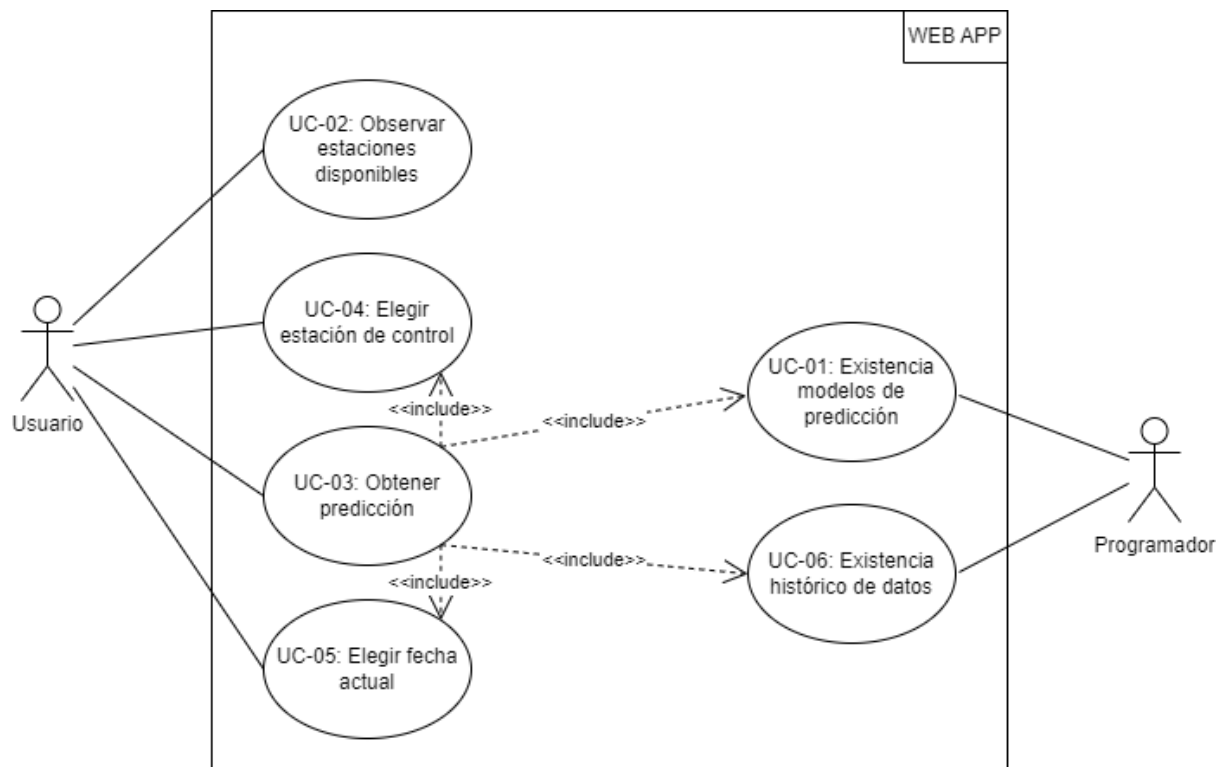 WEB APP
UC-02: Observar
estaciones
disponibles
UC-04: Elegir
estación de control
Usuario
<<include>>
UC-01: Existencia
modelos de
predicción
<<include>>
UC-03: Obtener
predicción
Programador
<<include>>
UC-06: Existencia
histórico de datos
<<include>>
UC-05: Elegir fecha
actual